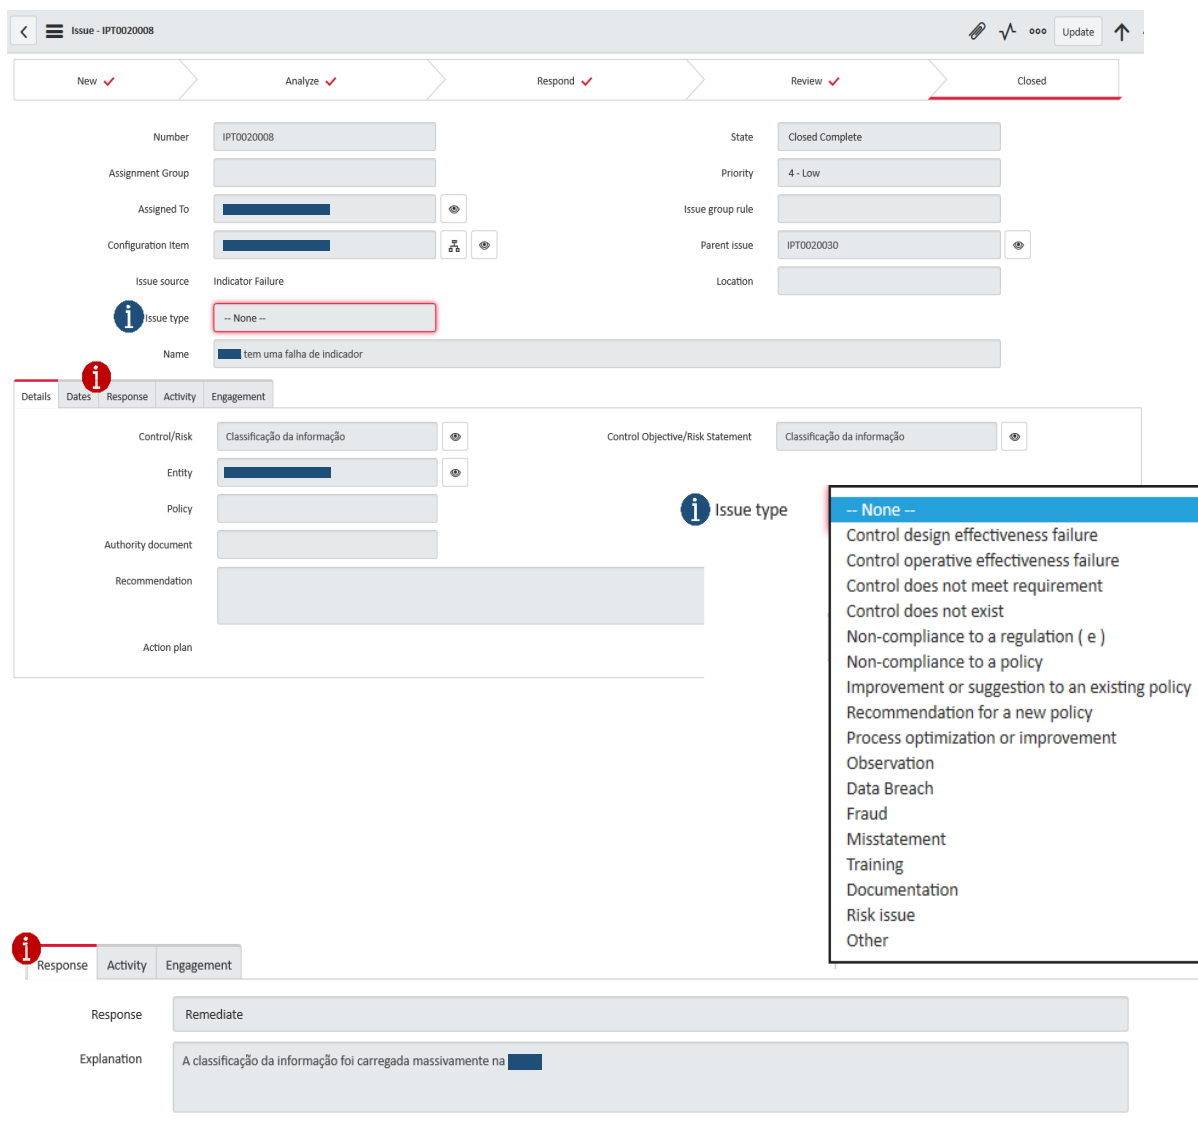 Issue - IPT0020008
Update
New
Analyze
Respond
Review
Closed
Number IPT0020008
State Closed Complete
Assignment Group
Priority 4 - Low
Assigned To
Issue group rule
Configuration Item
Parent issue IPT0020030
Issue source Indicator Failure
Location
Issue type -- None --
Name tem uma falha de indicador
Details Dates Response Activity Engagement
Control/Risk Classificação da informação
Control Objective/Risk Statement Classificação da informação
Entity
Policy
Authority document
Recommendation
Action plan
Issue type
-- None --
Control design effectiveness failure
Control operative effectiveness failure
Control does not meet requirement
Control does not exist
Non-compliance to a regulation ( e )
Non-compliance to a policy
Improvement or suggestion to an existing policy
Recommendation for a new policy
Process optimization or improvement
Observation
Data Breach
Fraud
Misstatement
Training
Documentation
Risk issue
Other
Response Activity Engagement
Response Remediate
Explanation A classificação da informação foi carregada massivamente na